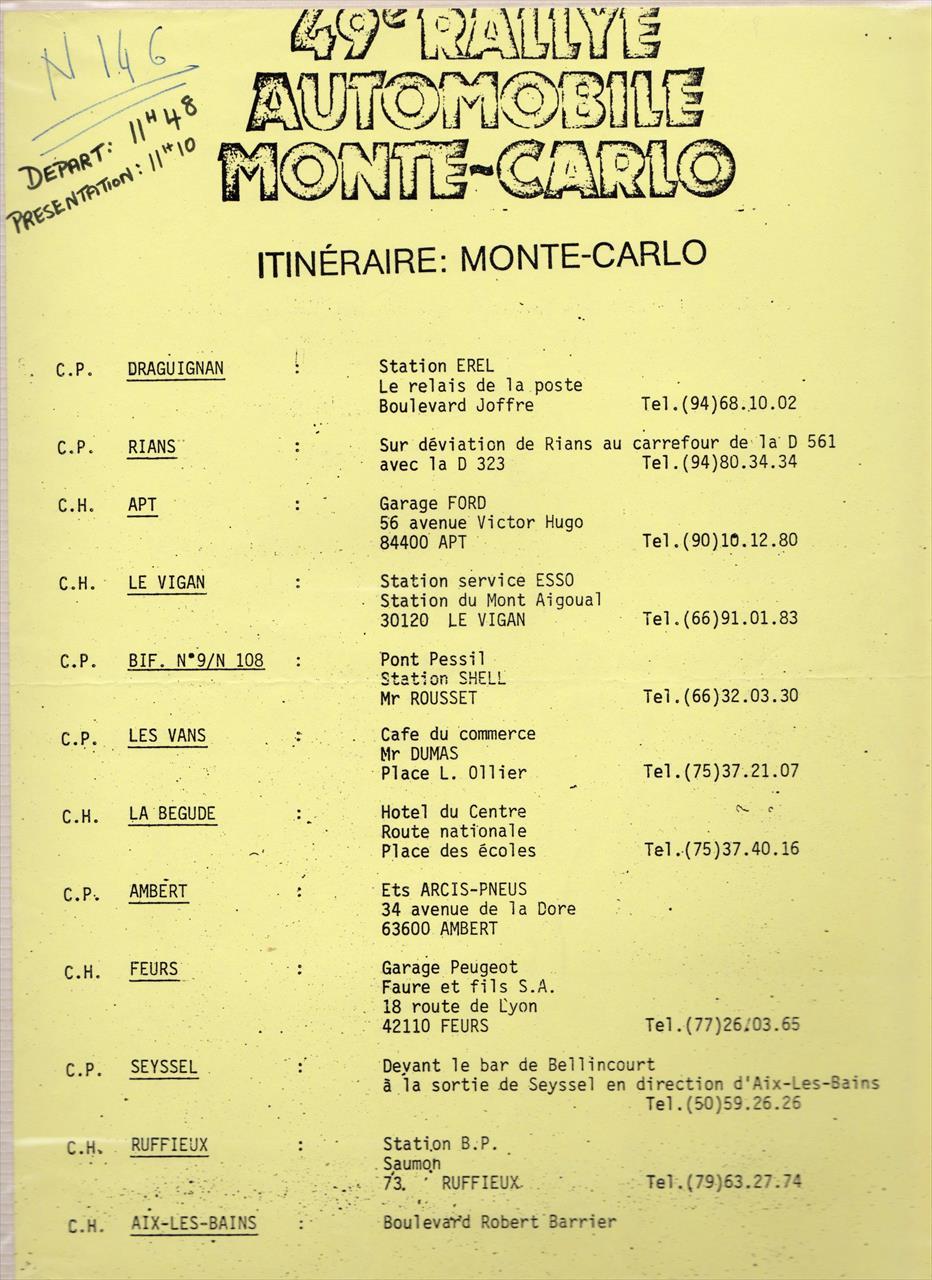 49e RALLYE
AUTOMOBILE
MONTE-CARLO
N 146
DEPART: 11H48
PRESENTATION: 11H10
ITINÉRAIRE: MONTE-CARLO
C.P. DRAGUIGNAN : Station EREL
Le relais de la poste
Boulevard Joffre Tel.(94)68.10.02
C.P. RIANS : Sur déviation de Rians au carrefour de la D 561
avec la D 323 Tel.(94)80.34.34
C.H. APT : Garage FORD
56 avenue Victor Hugo
84400 APT Tel.(90)10.12.80
C.H. LE VIGAN : Station service ESSO
Station du Mont Aigoual
30120 LE VIGAN Tel.(66)91.01.83
C.P. BIF. N°9/N 108 : Pont Pessil
Station SHELL
Mr ROUSSET Tel.(66)32.03.30
C.P. LES VANS : Cafe du commerce
Mr DUMAS
Place L. Ollier Tel.(75)37.21.07
C.H. LA BEGUDE : Hotel du Centre
Route nationale
Place des écoles Tel.(75)37.40.16
C.P. AMBERT : Ets ARCIS-PNEUS
34 avenue de la Dore
63600 AMBERT
C.H. FEURS : Garage Peugeot
Faure et fils S.A.
18 route de Lyon
42110 FEURS Tel.(77)26.03.65
C.P. SEYSSEL : Devant le bar de Bellincourt
à la sortie de Seyssel en direction d'Aix-Les-Bains
Tel.(50)59.26.26
C.H. RUFFIEUX : Station B.P.
Saumon
73. RUFFIEUX Tel.(79)63.27.74
C.H. AIX-LES-BAINS : Boulevard Robert Barrier